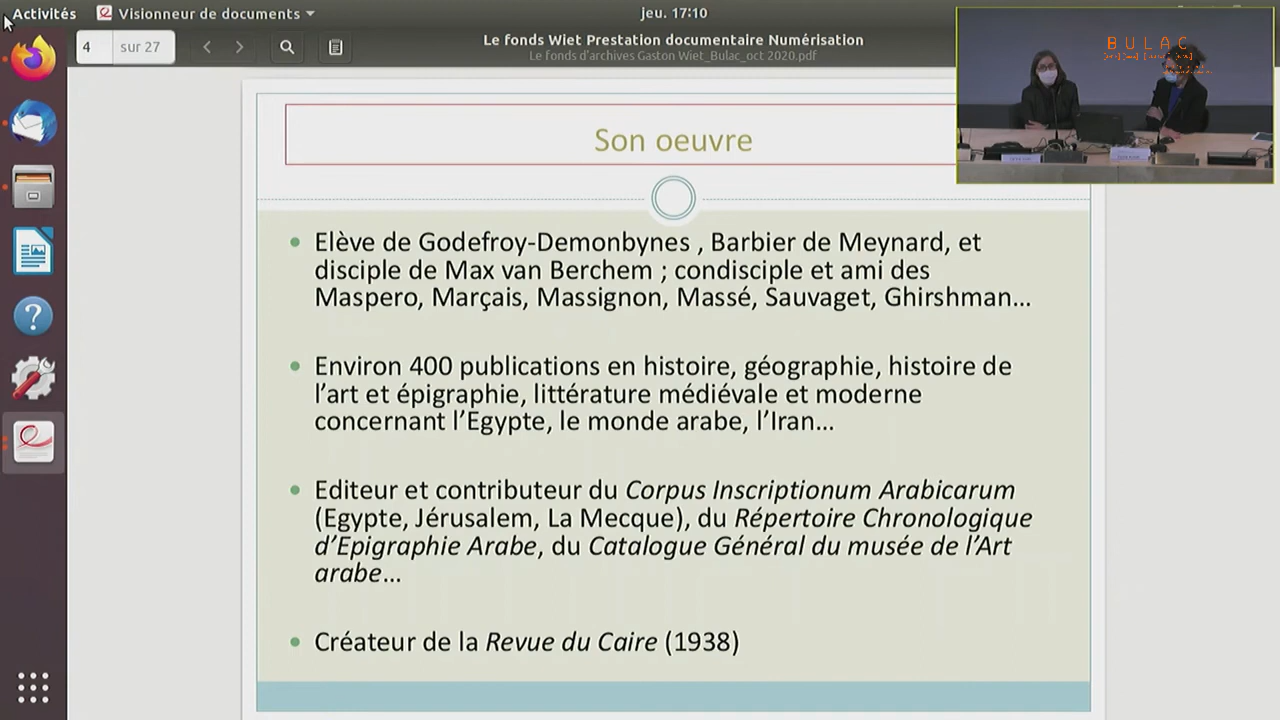 Activités
Visionneur de documents
jeu. 17:10
4 sur 27
Le fonds Wiet Prestation documentaire Numérisation
Le fonds d'archives Gaston Wiet_Bulac_oct 2020.pdf
BULAC
Son oeuvre
Elève de Godefroy-Demonbynes , Barbier de Meynard, et
disciple de Max van Berchem ; condisciple et ami des
Maspero, Marçais, Massignon, Massé, Sauvaget, Ghirshman…
Environ 400 publications en histoire, géographie, histoire de
l'art et épigraphie, littérature médiévale et moderne
concernant l'Egypte, le monde arabe, l'Iran…
Editeur et contributeur du Corpus Inscriptionum Arabicarum
(Egypte, Jérusalem, La Mecque), du Répertoire Chronologique
d'Epigraphie Arabe, du Catalogue Général du musée de l'Art
arabe…
Créateur de la Revue du Caire (1938)